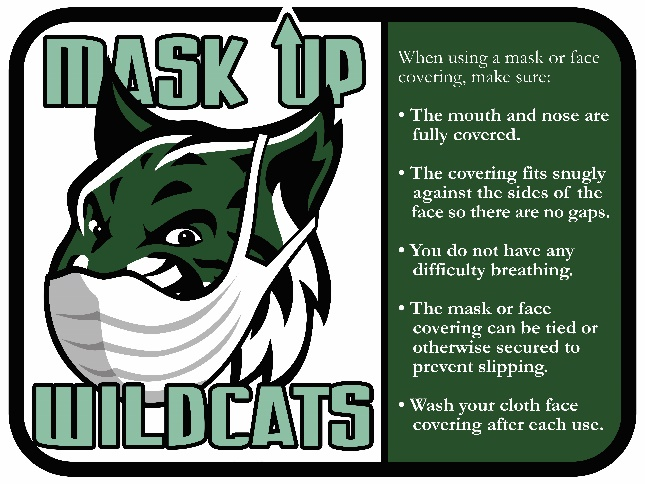 MASK UP
WILDCATS
When using a mask or face
covering, make sure:
• The mouth and nose are
fully covered.
• The covering fits snugly
against the sides of the
face so there are no gaps.
• You do not have any
difficulty breathing.
• The mask or face
covering can be tied or
otherwise secured to
prevent slipping.
• Wash your cloth face
covering after each use.